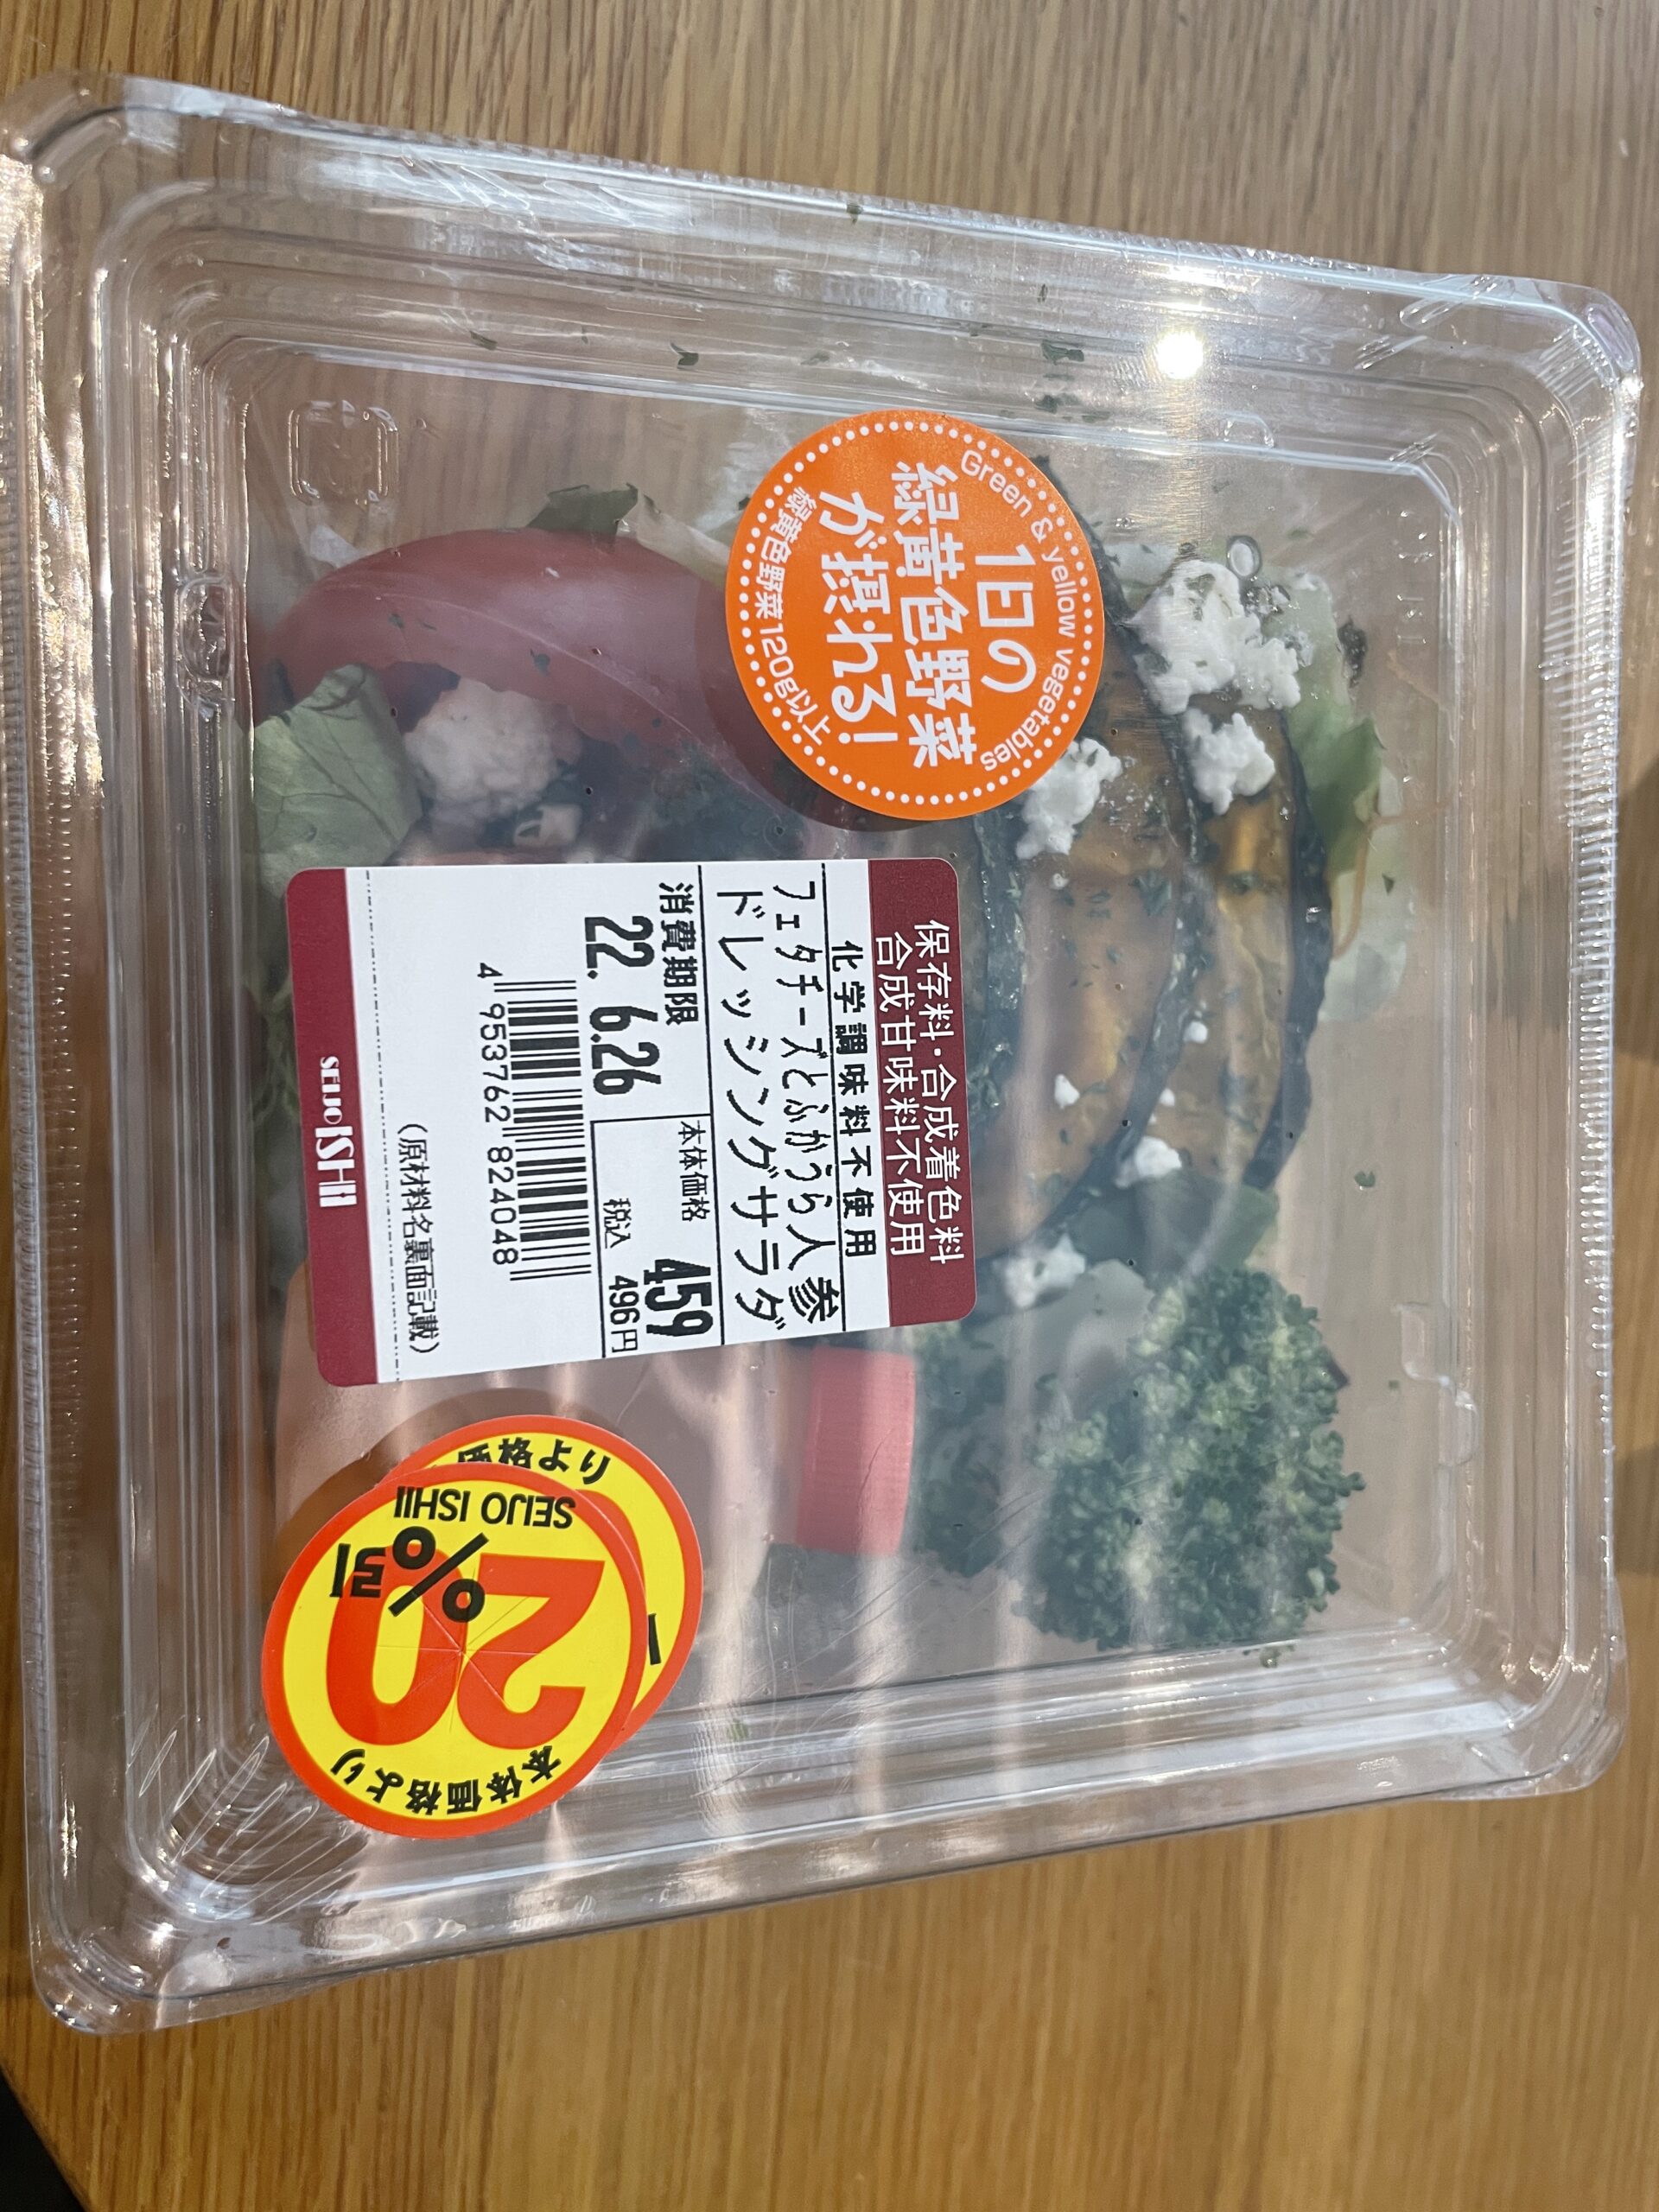 Green & yellow vegetables
1日の
緑黄色野菜
が摂れる!
緑黄色野菜120g以上
保存料・合成着色料
合成甘味料不使用
化学調味料不使用
フェタチーズとふかうら人参
ドレッシングサラダ
消費期限
22. 6.26
本体価格 459
税込 496円
4 953762 824048
(原材料名裏面記載)
SEIJO ISHII
価格より
本体価格より
20
%引
SEIJO ISHII